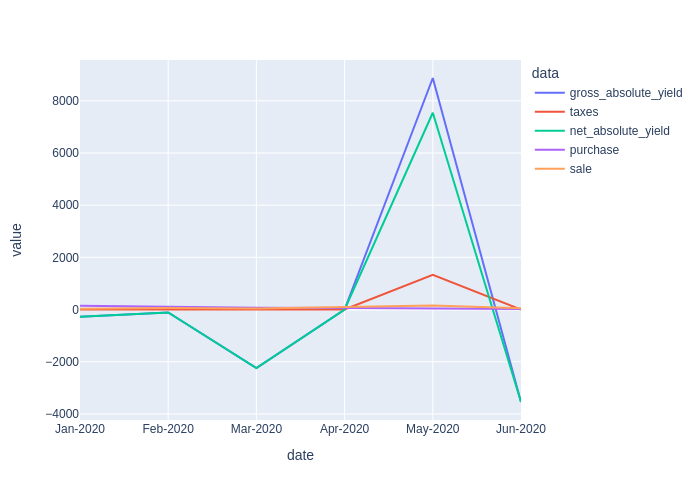 data
gross_absolute_yield
taxes
net_absolute_yield
purchase
sale
value
8000
6000
4000
2000
0
−2000
−4000
Jan-2020 Feb-2020 Mar-2020 Apr-2020 May-2020 Jun-2020
date